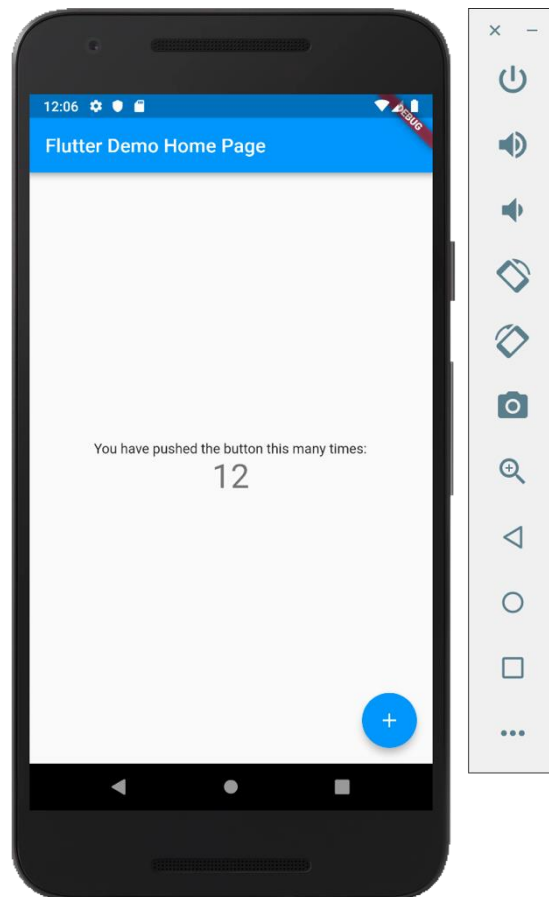 12:06
DEBUG
Flutter Demo Home Page
You have pushed the button this many times:
12